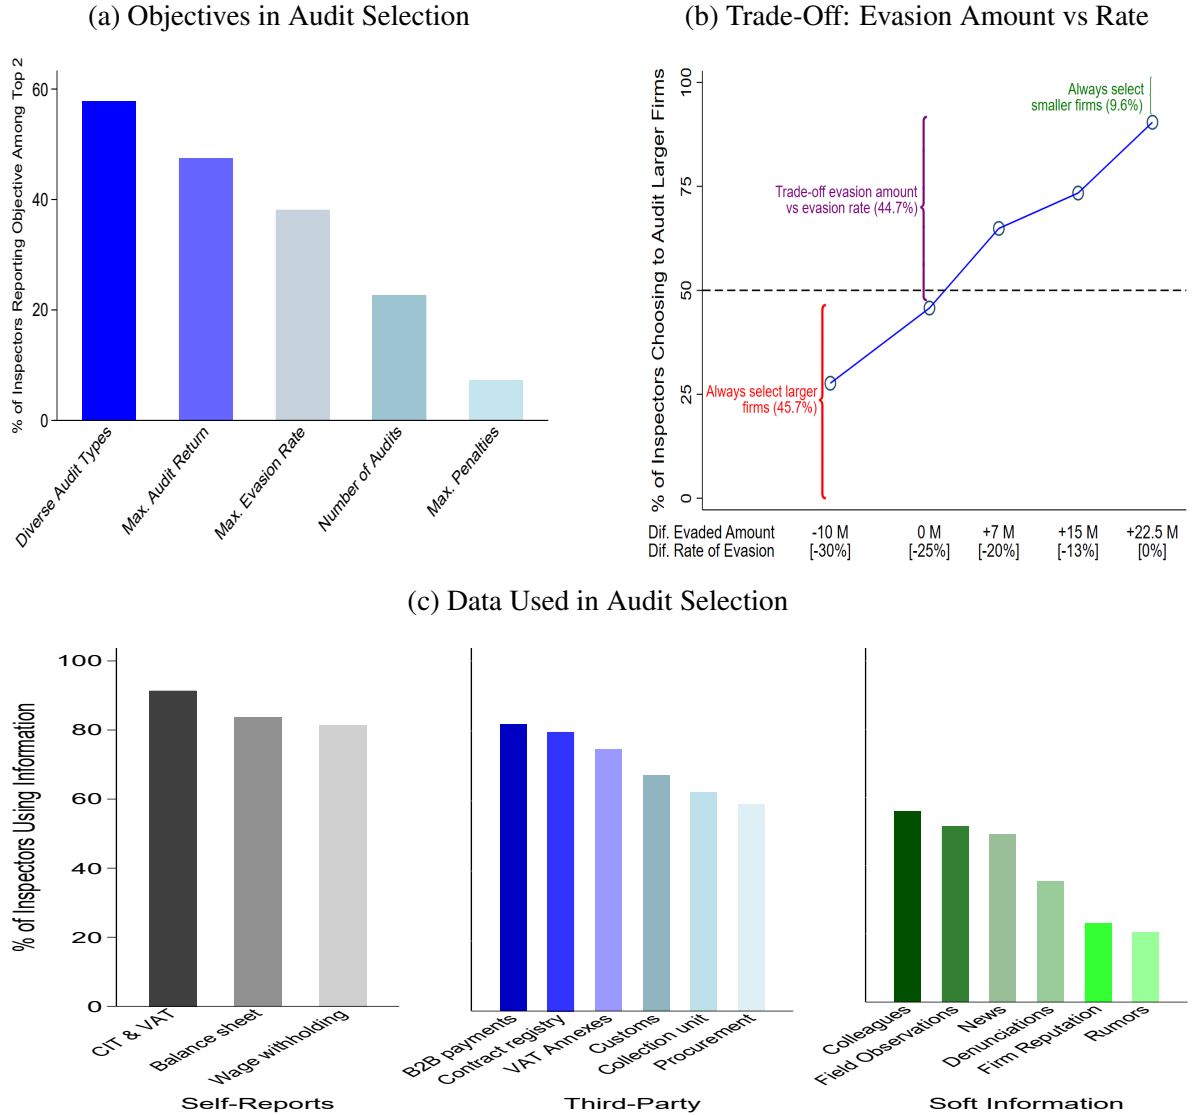 (a) Objectives in Audit Selection
% of Inspectors Reporting Objective Among Top 2
60
40
20
0
Diverse Audit Types
Max. Audit Return
Max. Evasion Rate
Number of Audits
Max. Penalties
(b) Trade-Off: Evasion Amount vs Rate
% of Inspectors Choosing to Audit Larger Firms
100
75
50
25
0
Always select
smaller firms (9.6%)
Trade-off evasion amount
vs evasion rate (44.7%)
Always select larger
firms (45.7%)
Dif. Evaded Amount -10 M 0 M +7 M +15 M +22.5 M
Dif. Rate of Evasion [-30%] [-25%] [-20%] [-13%] [0%]
(c) Data Used in Audit Selection
% of Inspectors Using Information
100
80
60
40
20
0
CIT & VAT
Balance sheet
Wage withholding
Self-Reports
B2B payments
Contract registry
VAT Annexes
Customs
Collection unit
Procurement
Third-Party
Colleagues
Field Observations
News
Denunciations
Firm Reputation
Rumors
Soft Information